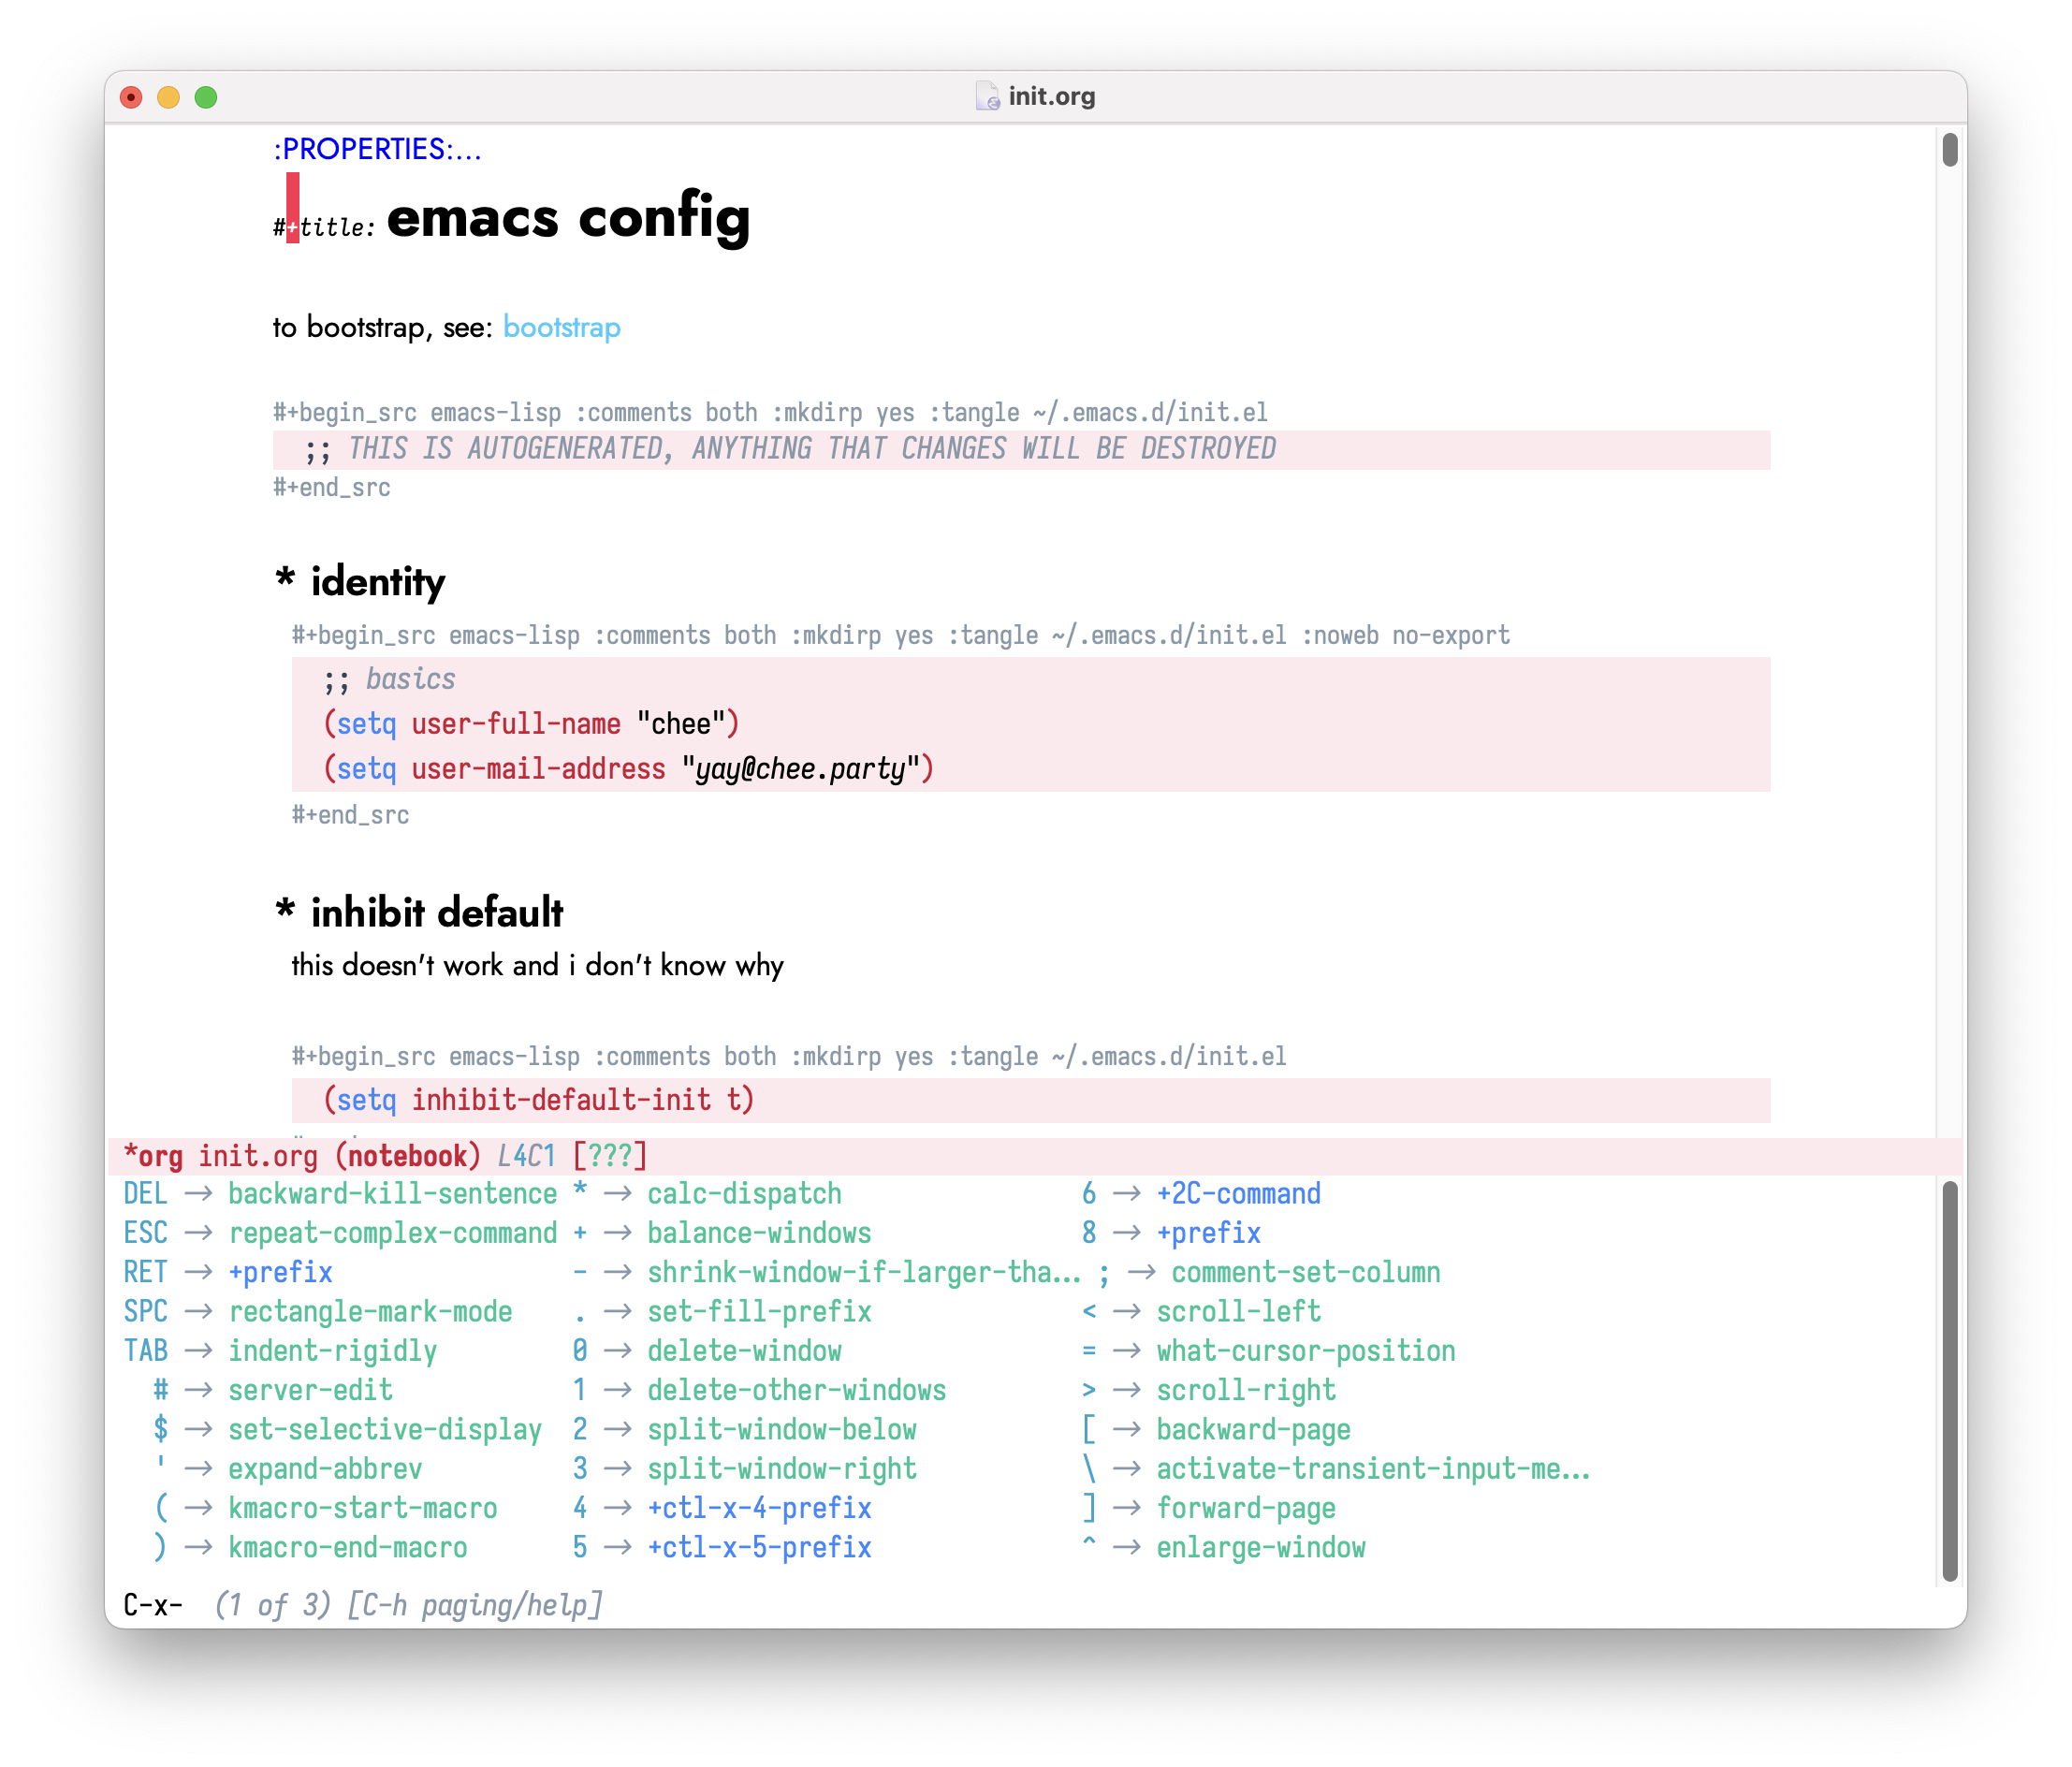 init.org
:PROPERTIES:...
#+title: emacs config
to bootstrap, see: bootstrap
#+begin_src emacs-lisp :comments both :mkdirp yes :tangle ~/.emacs.d/init.el
;; THIS IS AUTOGENERATED, ANYTHING THAT CHANGES WILL BE DESTROYED
#+end_src
* identity
#+begin_src emacs-lisp :comments both :mkdirp yes :tangle ~/.emacs.d/init.el :noweb no-export
;; basics
(setq user-full-name "chee")
(setq user-mail-address "yay@chee.party")
#+end_src
* inhibit default
this doesn't work and i don't know why
#+begin_src emacs-lisp :comments both :mkdirp yes :tangle ~/.emacs.d/init.el
(setq inhibit-default-init t)
*org init.org (notebook) L4C1 [???]
DEL → backward-kill-sentence * → calc-dispatch 6 → +2C-command
ESC → repeat-complex-command + → balance-windows 8 → +prefix
RET → +prefix - → shrink-window-if-larger-tha... ; → comment-set-column
SPC → rectangle-mark-mode . → set-fill-prefix < → scroll-left
TAB → indent-rigidly 0 → delete-window = → what-cursor-position
# → server-edit 1 → delete-other-windows > → scroll-right
$ → set-selective-display 2 → split-window-below [ → backward-page
' → expand-abbrev 3 → split-window-right \ → activate-transient-input-me...
( → kmacro-start-macro 4 → +ctl-x-4-prefix ] → forward-page
) → kmacro-end-macro 5 → +ctl-x-5-prefix ^ → enlarge-window
C-x- (1 of 3) [C-h paging/help]